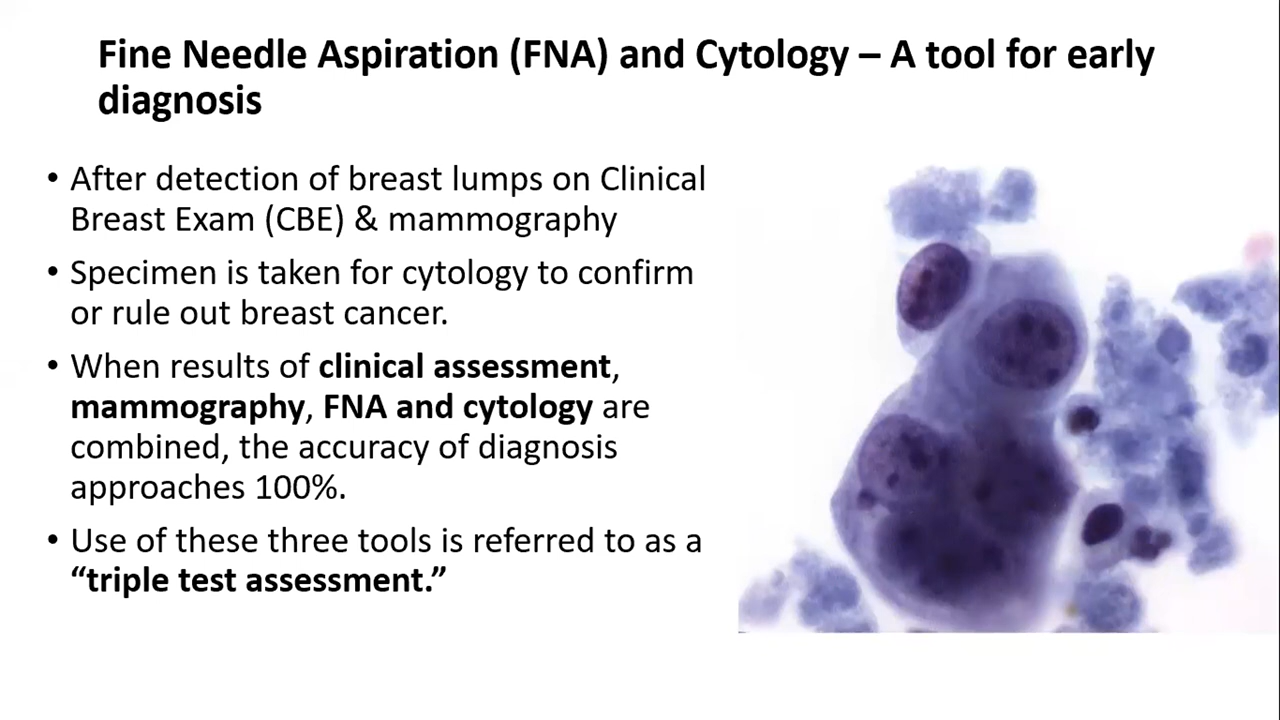 Fine Needle Aspiration (FNA) and Cytology – A tool for early
diagnosis
• After detection of breast lumps on Clinical
Breast Exam (CBE) & mammography
• Specimen is taken for cytology to confirm
or rule out breast cancer.
• When results of clinical assessment,
mammography, FNA and cytology are
combined, the accuracy of diagnosis
approaches 100%.
• Use of these three tools is referred to as a
“triple test assessment.”